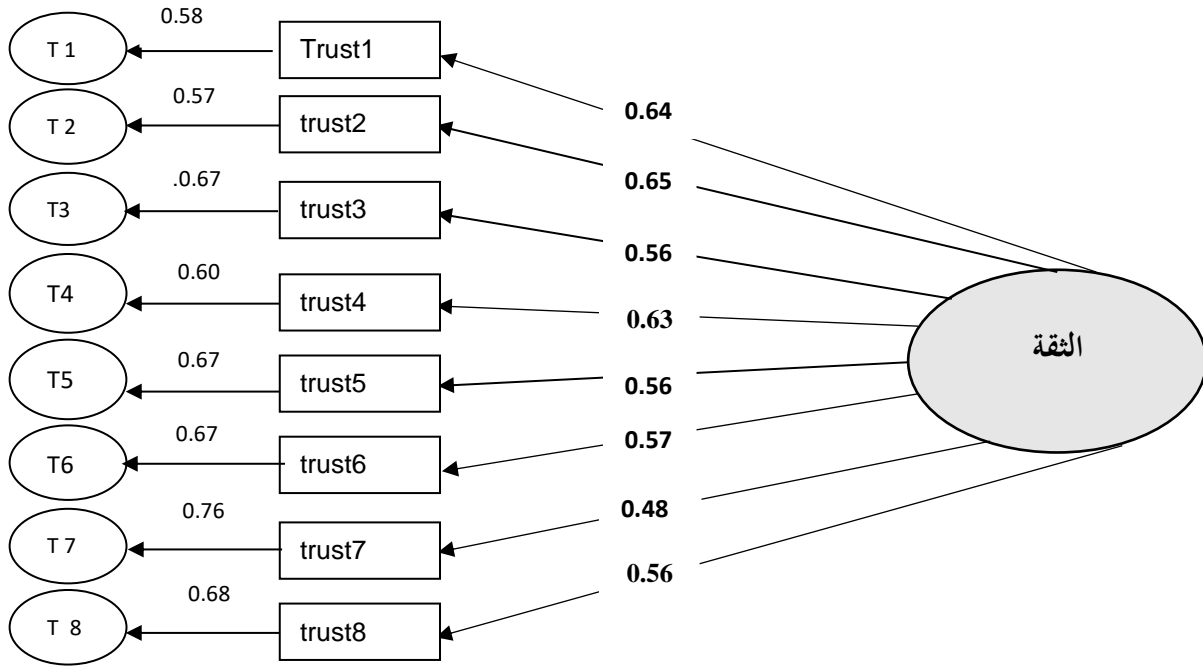 0.58
T 1
Trust1
0.64
0.57
T 2
trust2
0.65
.0.67
T3
trust3
0.56
0.60
T4
trust4
0.63
الثقة
0.67
T5
trust5
0.56
0.67
T6
trust6
0.57
0.76
T 7
trust7
0.48
0.68
T 8
trust8
0.56